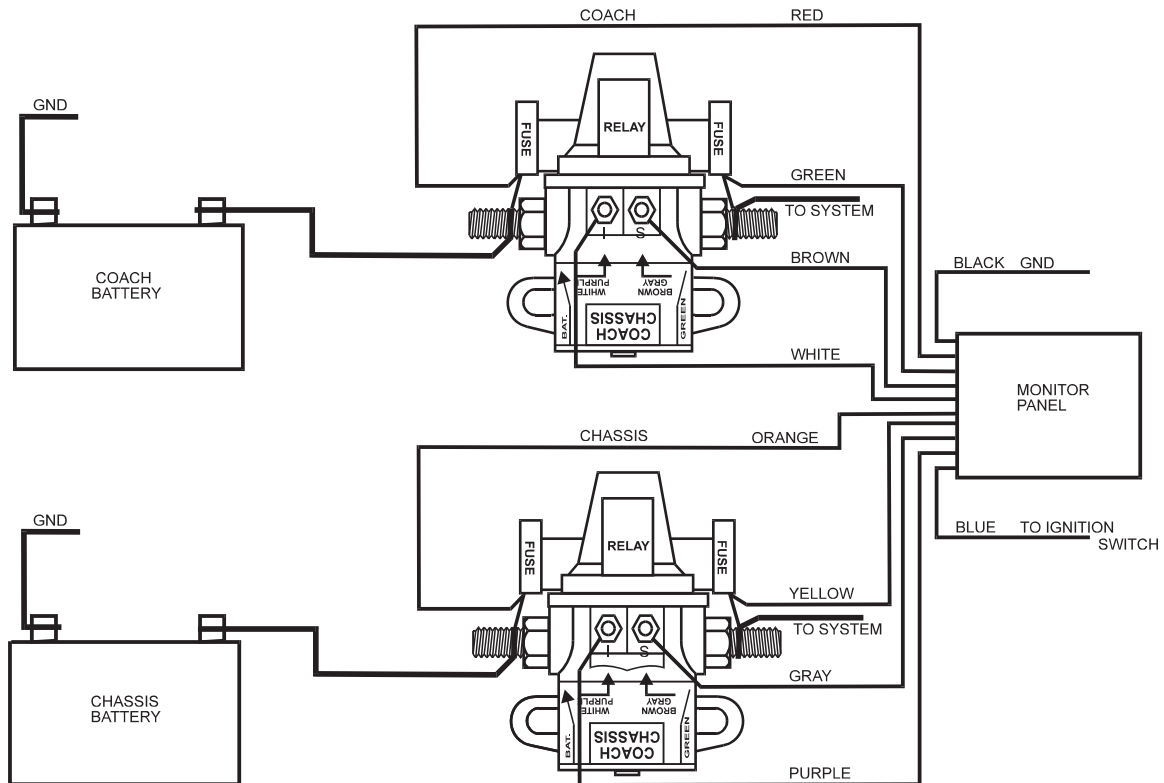 COACH RED
GND
FUSE
RELAY
FUSE
GREEN
TO SYSTEM
COACH
BATTERY
I S
BROWN
BLACK GND
WHITE
PURPLE
BROWN
GRAY
BAT.
COACH
CHASSIS
GREEN
WHITE
MONITOR
PANEL
CHASSIS ORANGE
GND
FUSE
RELAY
FUSE
BLUE TO IGNITION
SWITCH
YELLOW
TO SYSTEM
I S
GRAY
CHASSIS
BATTERY
WHITE
PURPLE
BROWN
GRAY
BAT.
COACH
CHASSIS
GREEN
PURPLE